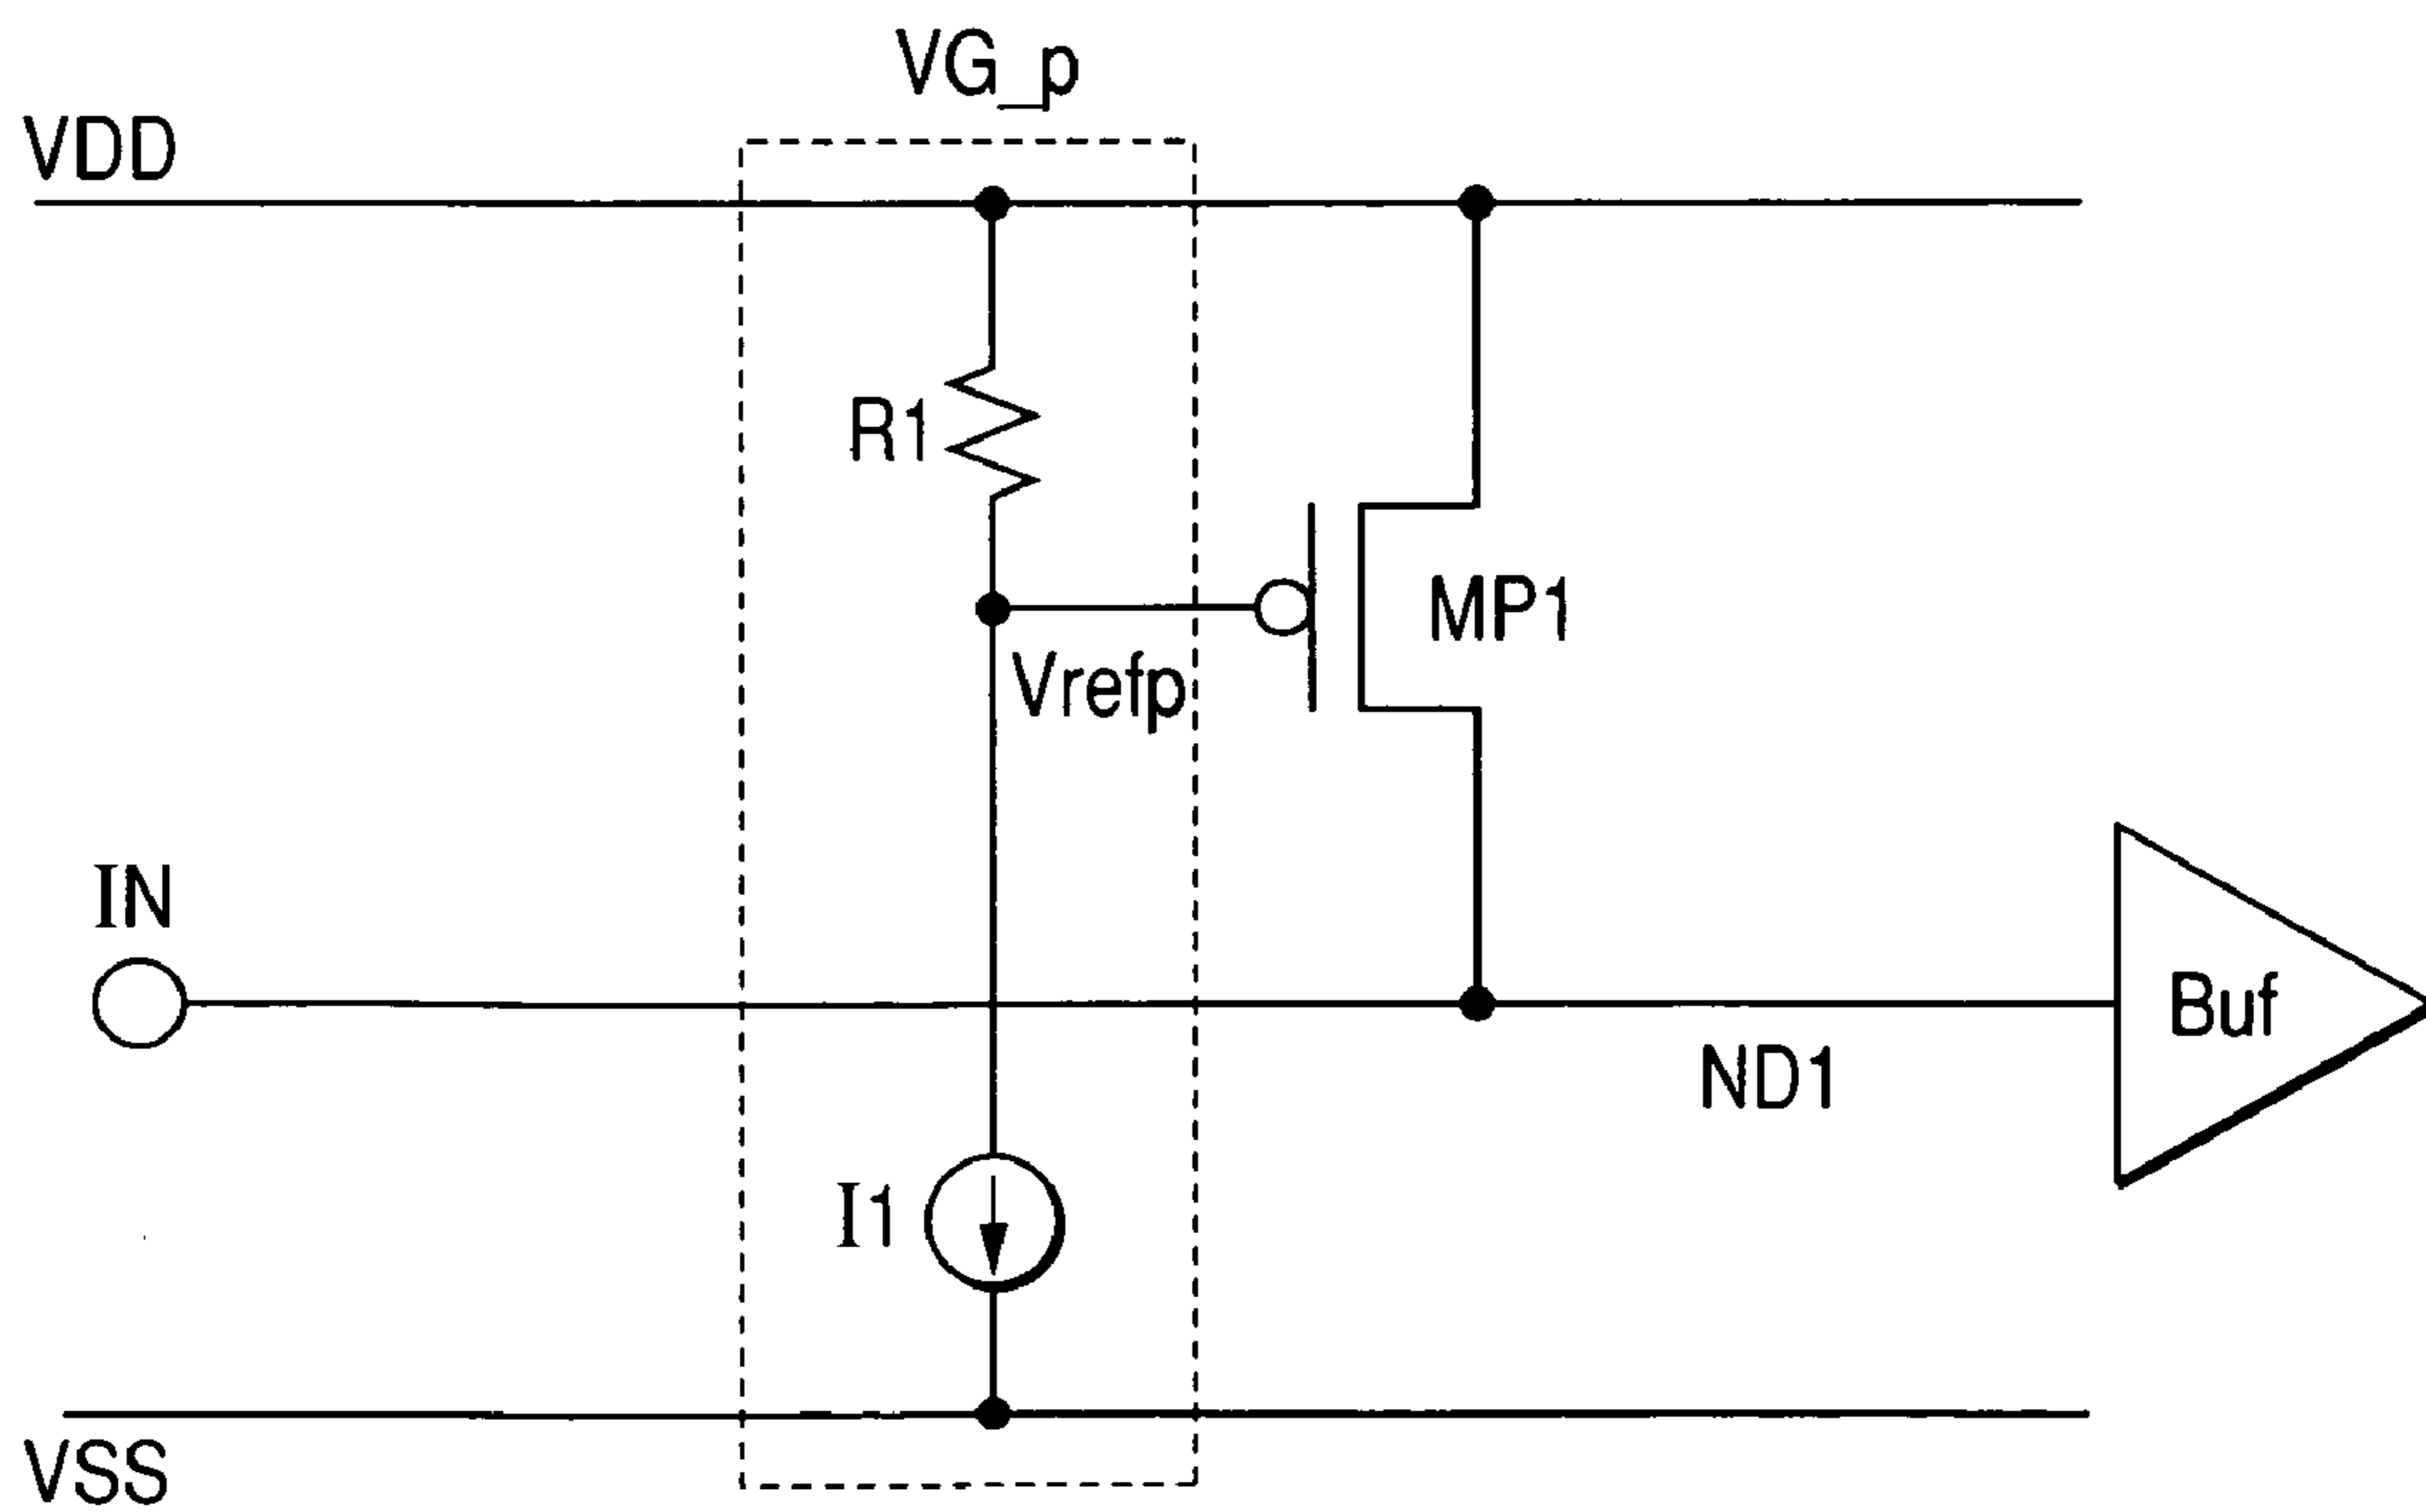 VG_p
VDD
R1
MP1
Vrefp
IN
Buf
ND1
I1
VSS